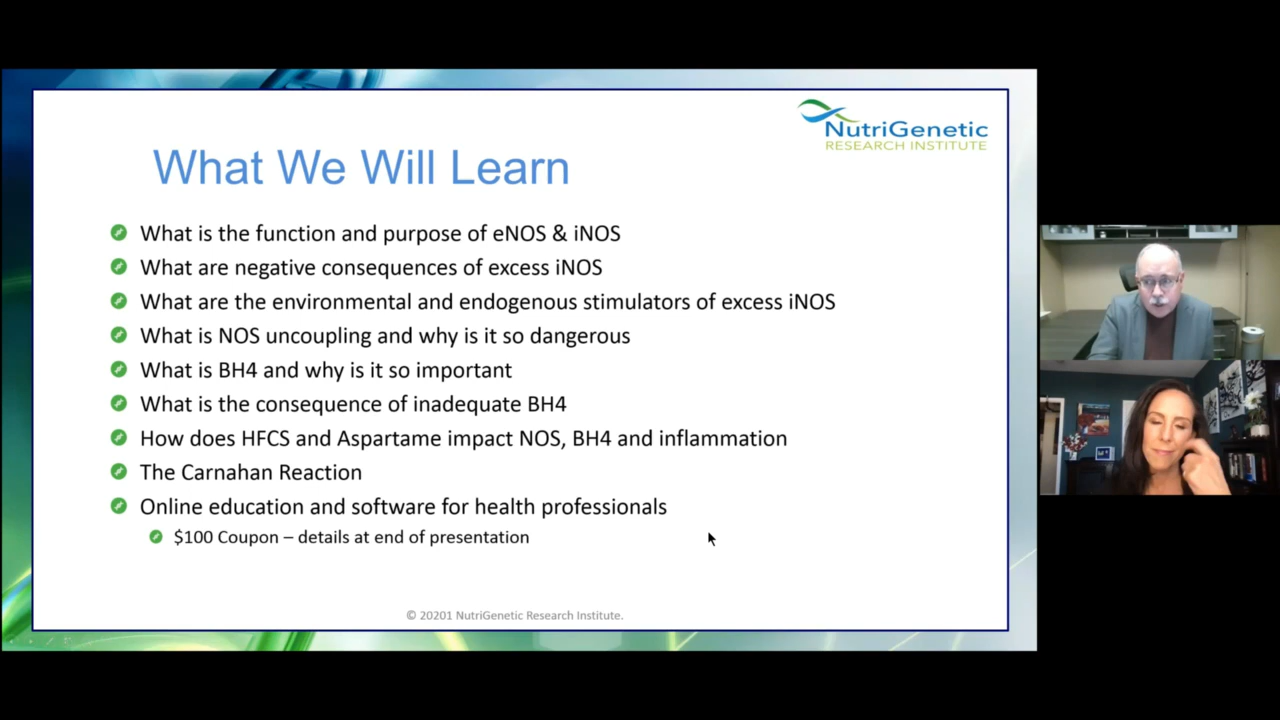 NutriGenetic
RESEARCH INSTITUTE
What We Will Learn
What is the function and purpose of eNOS & iNOS
What are negative consequences of excess iNOS
What are the environmental and endogenous stimulators of excess iNOS
What is NOS uncoupling and why is it so dangerous
What is BH4 and why is it so important
What is the consequence of inadequate BH4
How does HFCS and Aspartame impact NOS, BH4 and inflammation
The Carnahan Reaction
Online education and software for health professionals
$100 Coupon – details at end of presentation
© 20201 NutriGenetic Research Institute.